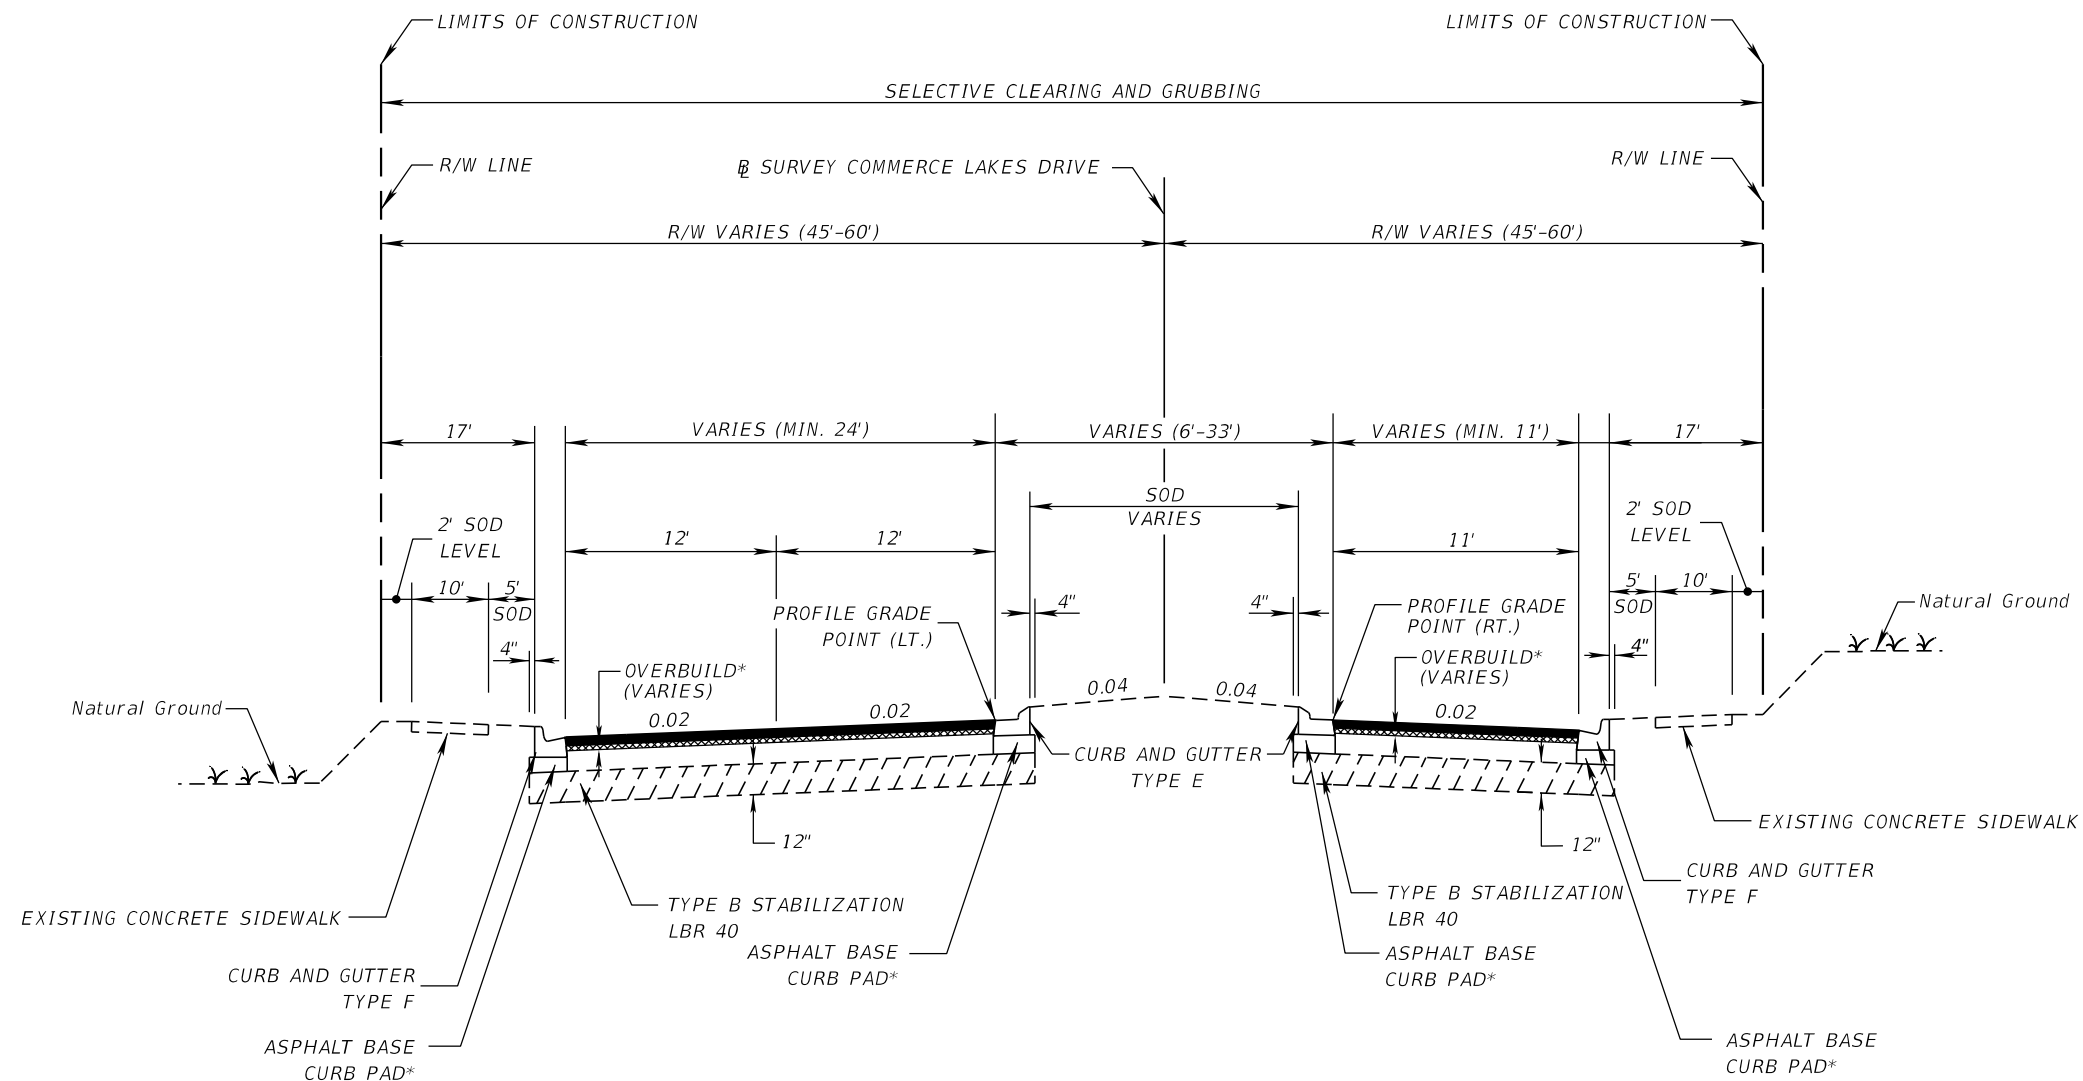 LIMITS OF CONSTRUCTION
LIMITS OF CONSTRUCTION
SELECTIVE CLEARING AND GRUBBING
R/W LINE
BL SURVEY COMMERCE LAKES DRIVE
R/W LINE
R/W VARIES (45'-60')
R/W VARIES (45'-60')
17'
VARIES (MIN. 24')
VARIES (6'-33')
VARIES (MIN. 11')
17'
2' SOD
LEVEL
12'
12'
SOD
VARIES
11'
2' SOD
LEVEL
10'
5'
SOD
4"
4"
4"
5'
10'
SOD
4"
PROFILE GRADE
POINT (LT.)
PROFILE GRADE
POINT (RT.)
Natural Ground
OVERBUILD*
(VARIES)
OVERBUILD*
(VARIES)
Natural Ground
0.02
0.02
0.04
0.04
0.02
CURB AND GUTTER
TYPE E
12"
12"
EXISTING CONCRETE SIDEWALK
CURB AND GUTTER
TYPE F
EXISTING CONCRETE SIDEWALK
TYPE B STABILIZATION
LBR 40
TYPE B STABILIZATION
LBR 40
ASPHALT BASE
CURB PAD*
ASPHALT BASE
CURB PAD*
CURB AND GUTTER
TYPE F
ASPHALT BASE
CURB PAD*
ASPHALT BASE
CURB PAD*